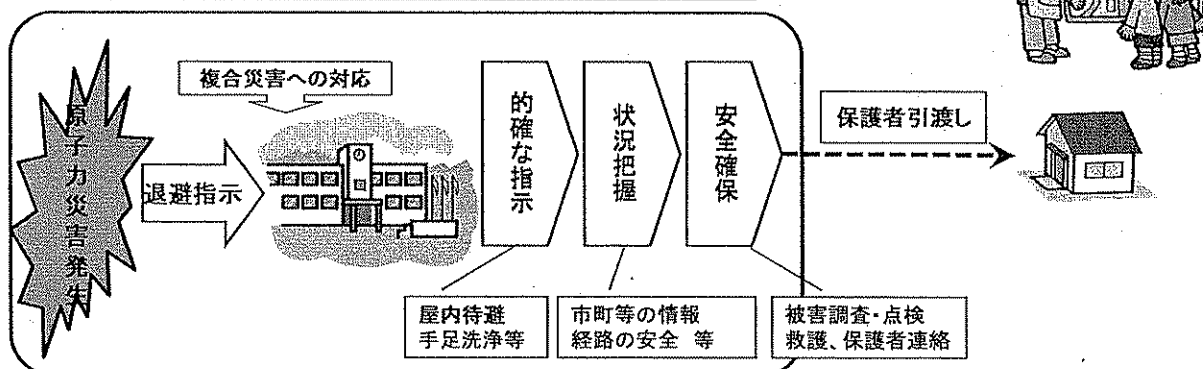 複合災害への対応
原子力災害発生
退避指示
的確な指示
状況把握
安全確保
保護者引渡し
屋内待避
手足洗浄等
市町等の情報
経路の安全 等
被害調査・点検
救護、保護者連絡